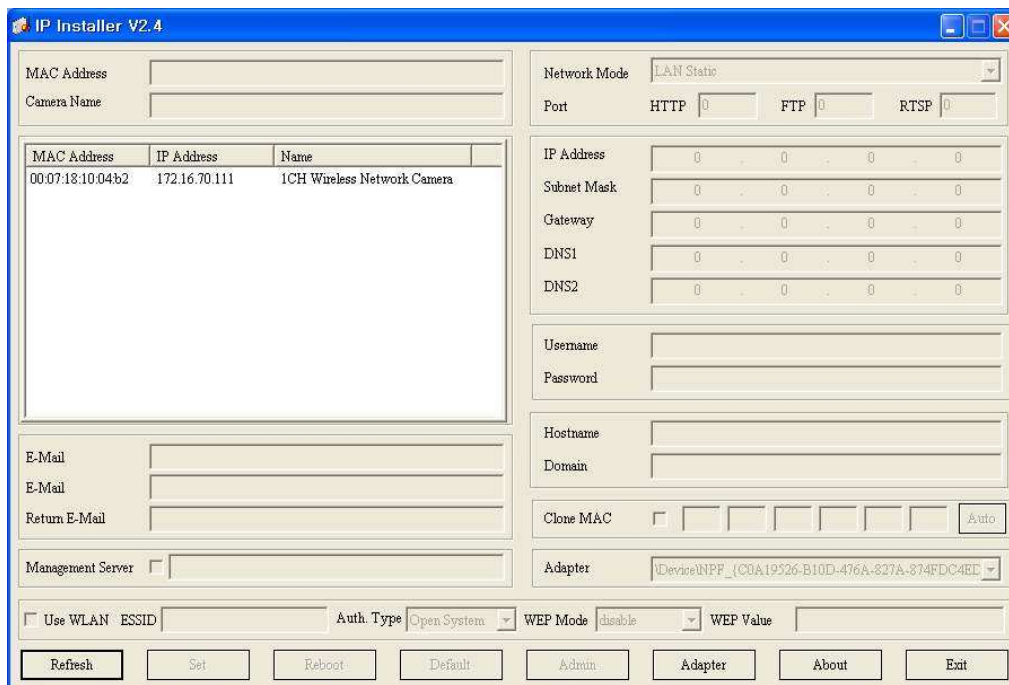 IP Installer V2.4
MAC Address
Camera Name
Network Mode LAN Static
Port HTTP 0 FTP 0 RTSP 0
MAC Address IP Address Name
00:07:18:10:04:b2 172.16.70.111 1CH Wireless Network Camera
IP Address 0 . 0 . 0 . 0
Subnet Mask 0 . 0 . 0 . 0
Gateway 0 . 0 . 0 . 0
DNS1 0 . 0 . 0 . 0
DNS2 0 . 0 . 0 . 0
Username
Password
Hostname
Domain
E-Mail
E-Mail
Return E-Mail
Clone MAC Auto
Management Server
Adapter \Device\NPF_{C0A19526-B10D-476A-827A-874FDC4ED
Use WLAN ESSID Auth. Type Open System WEP Mode disable WEP Value
Refresh Set Reboot Default Admin Adapter About Exit